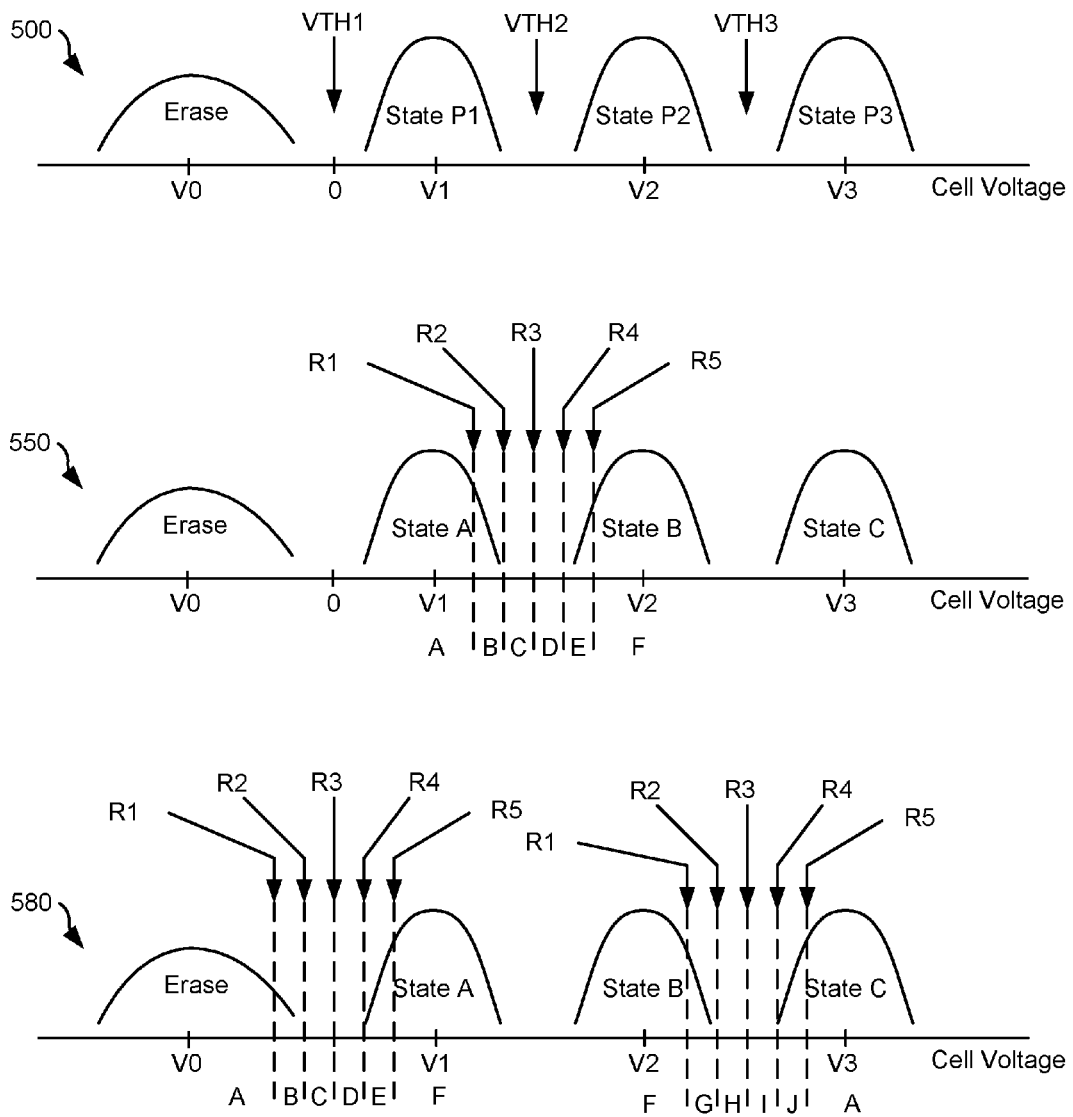 VTH1 VTH2 VTH3
500
Erase State P1 State P2 State P3
V0 0 V1 V2 V3 Cell Voltage
R1 R2 R3 R4 R5
550
Erase State A State B State C
V0 0 V1 V2 V3 Cell Voltage
A B C D E F
R1 R2 R3 R4 R5 R1 R2 R3 R4 R5
580
Erase State A State B State C
V0 V1 V2 V3 Cell Voltage
A B C D E F F G H I J A